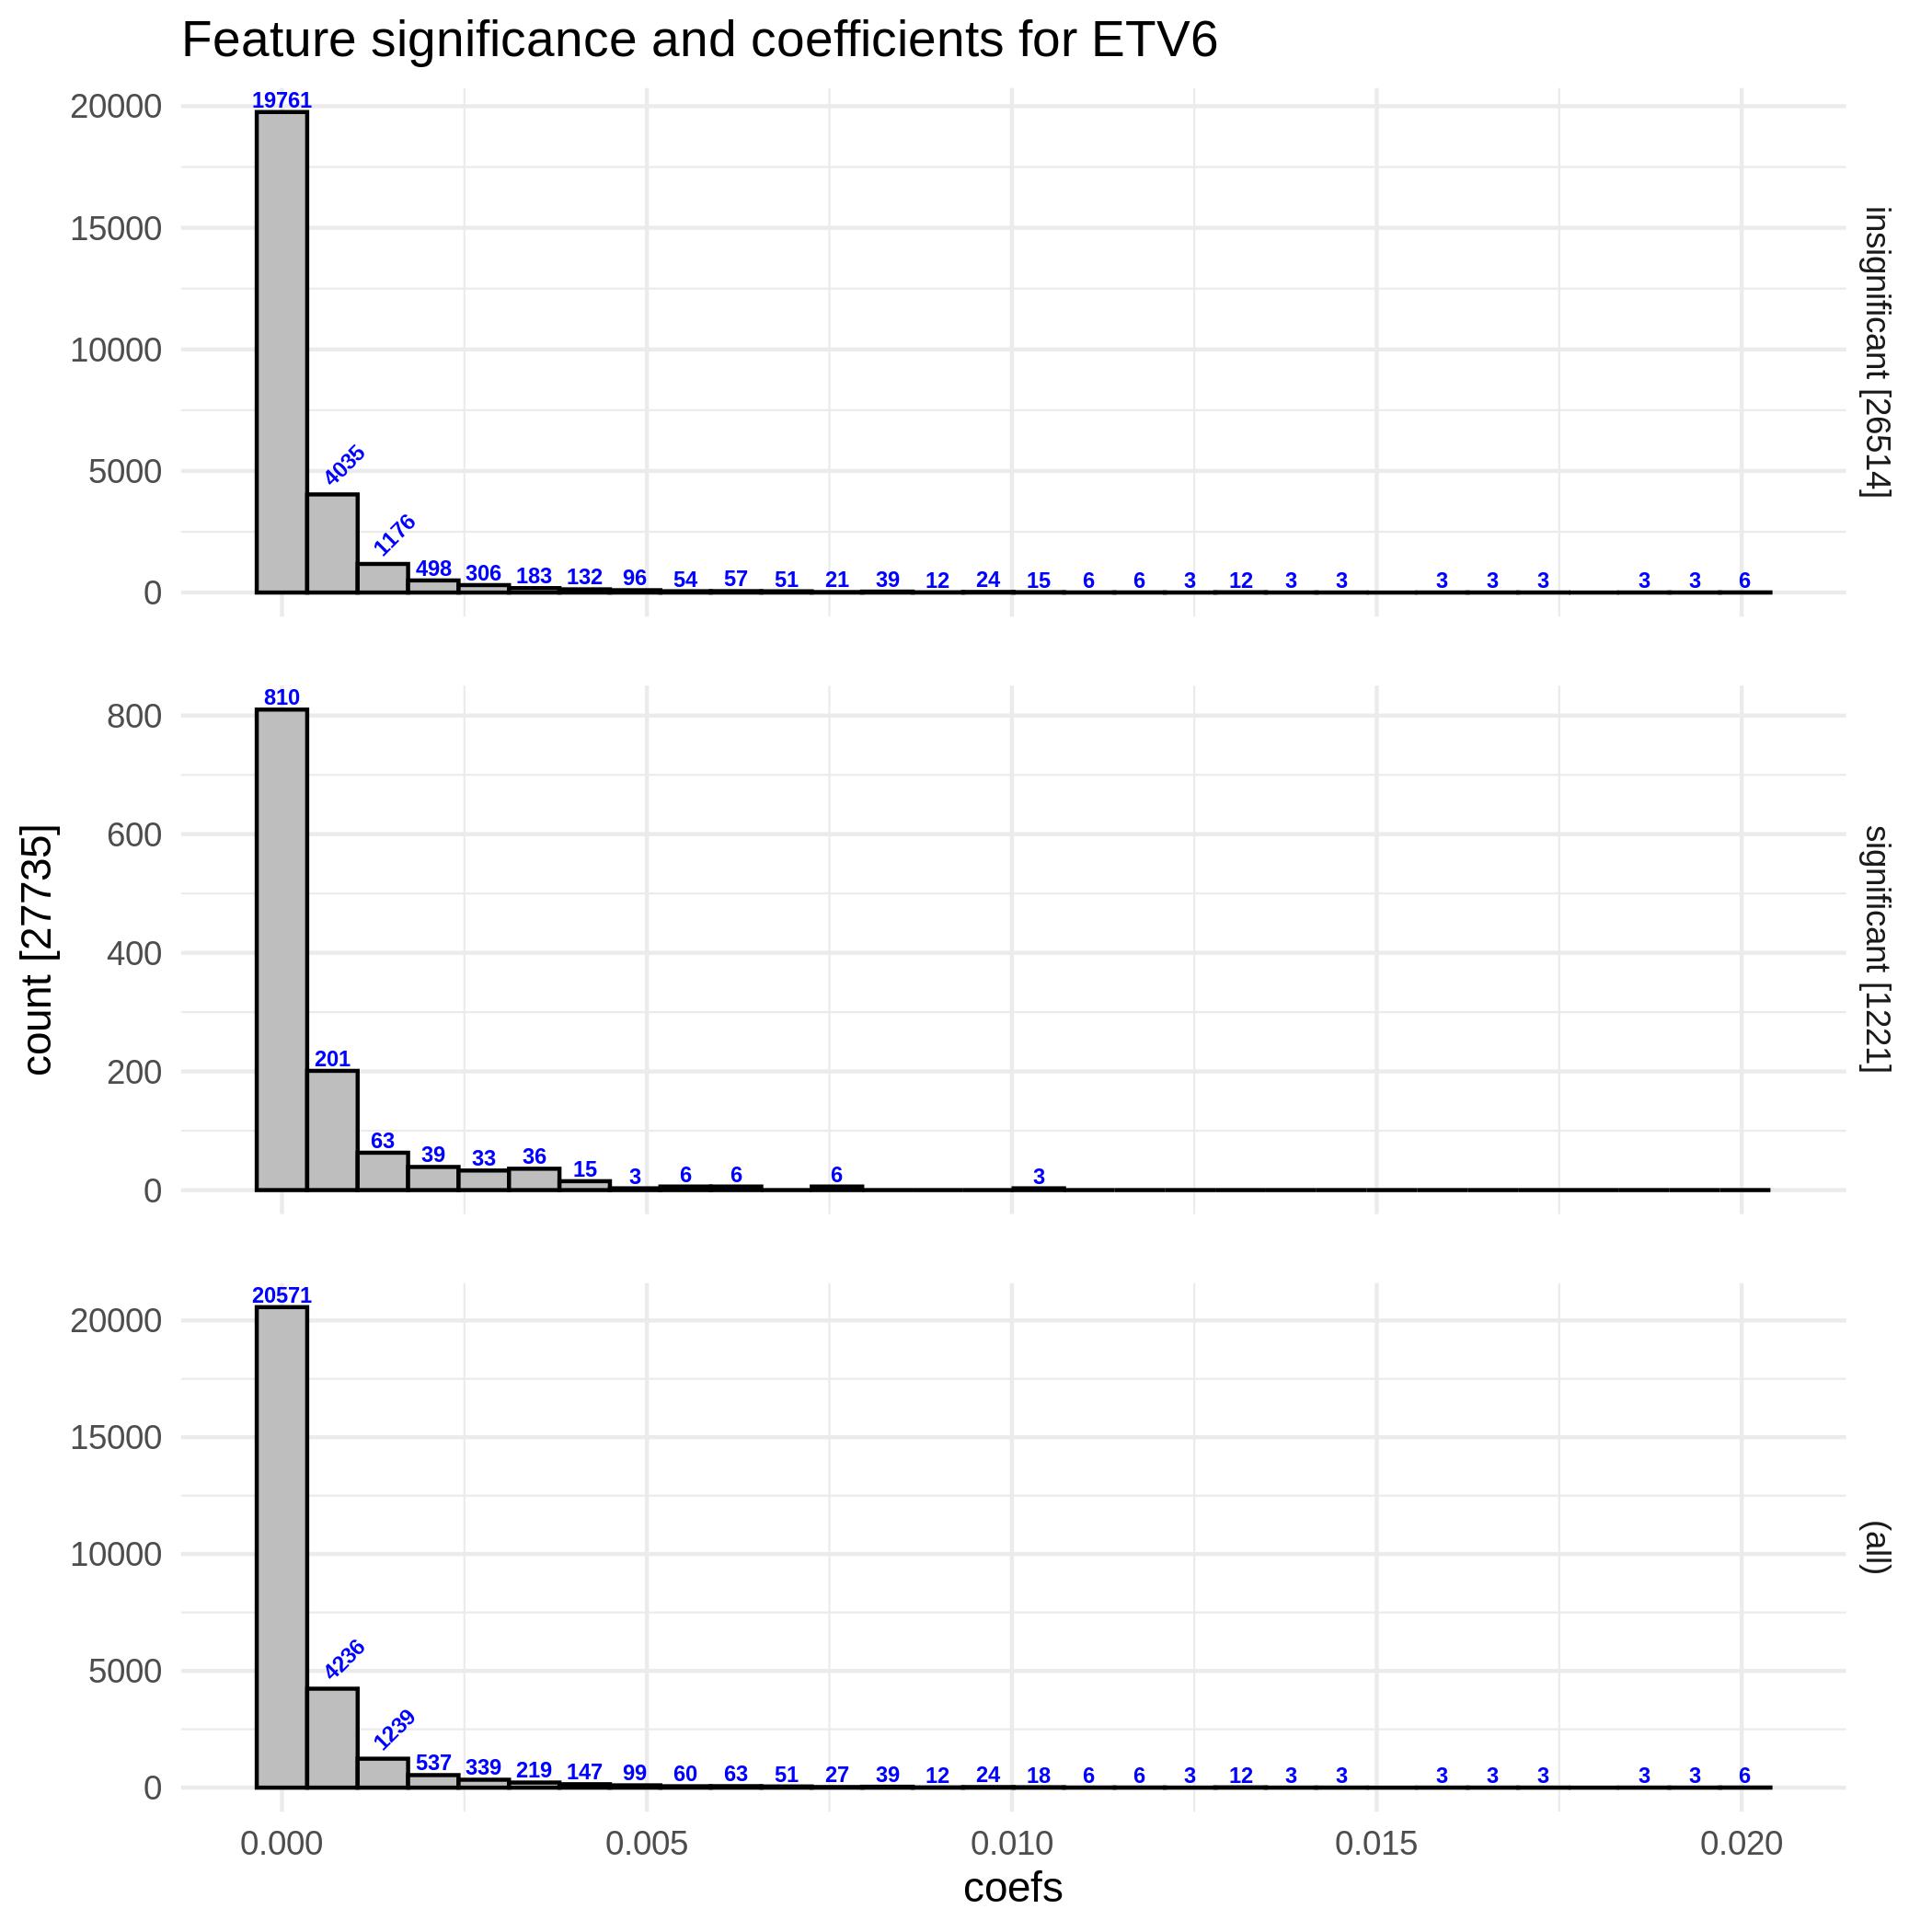 Feature significance and coefficients for ETV6
20000
15000
10000
5000
0
19761
4035
1176
498 306 183 132 96 54 57 51 21 39 12 24 15 6 6 3 12 3 3 3 3 3 3 3 6
insignificant [26514]
count [27735]
800
600
400
200
0
810
201
63 39 33 36 15 3 6 6 6 3
significant [1221]
20000
15000
10000
5000
0
20571
4236
1239
537 339 219 147 99 60 63 51 27 39 12 24 18 6 6 3 12 3 3 3 3 3 3 3 6
(all)
0.000 0.005 0.010 0.015 0.020
coefs